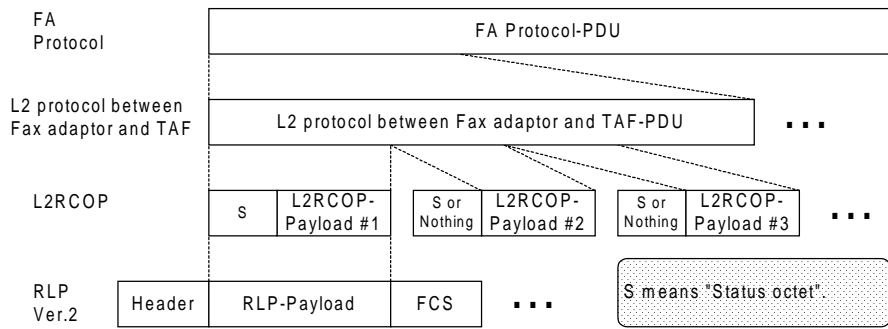 FA
Protocol
FA Protocol-PDU
L2 protocol between
Fax adaptor and TAF
L2 protocol between Fax adaptor and TAF-PDU
...
L2RCOP
S
L2RCOP-
Payload #1
S or
Nothing
L2RCOP-
Payload #2
S or
Nothing
L2RCOP-
Payload #3
...
RLP
Ver.2
Header
RLP-Payload
FCS
...
S means "Status octet".